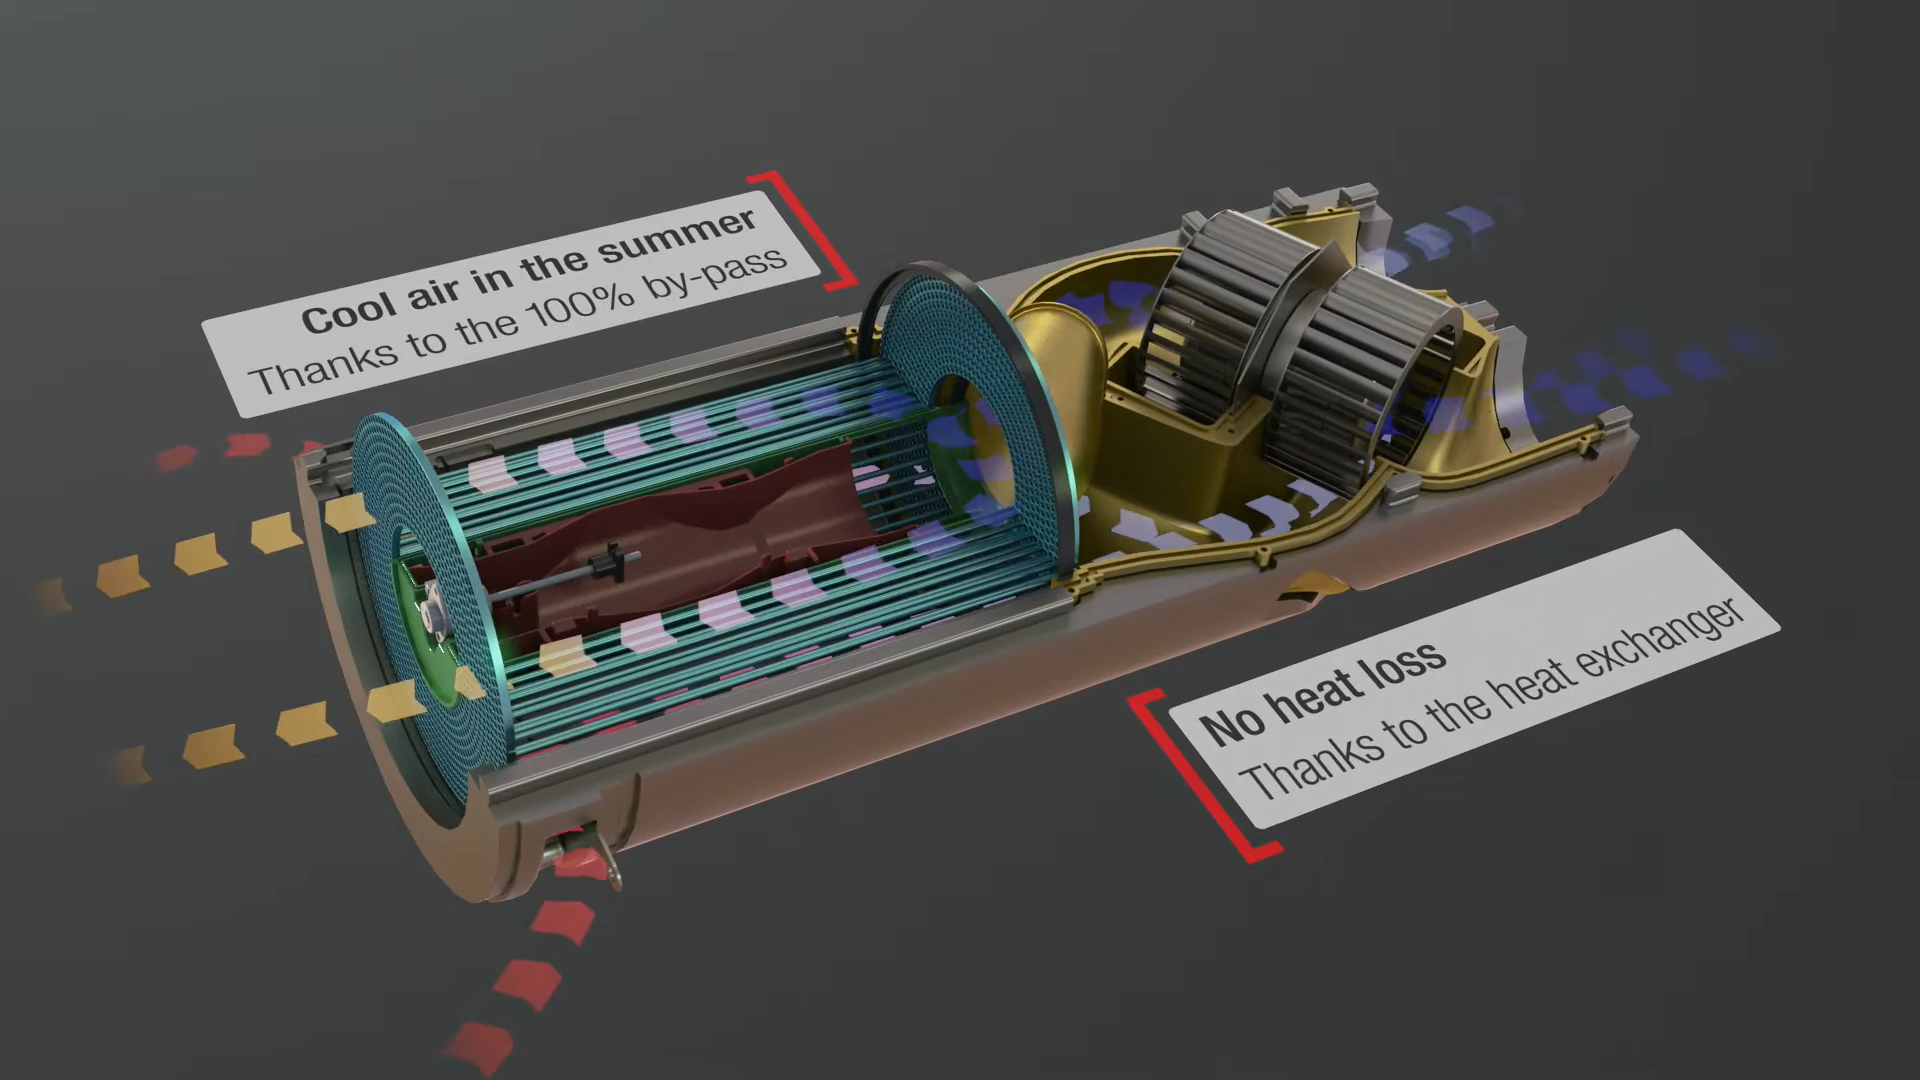 Cool air in the summer
Thanks to the 100% by-pass
No heat loss
Thanks to the heat exchanger